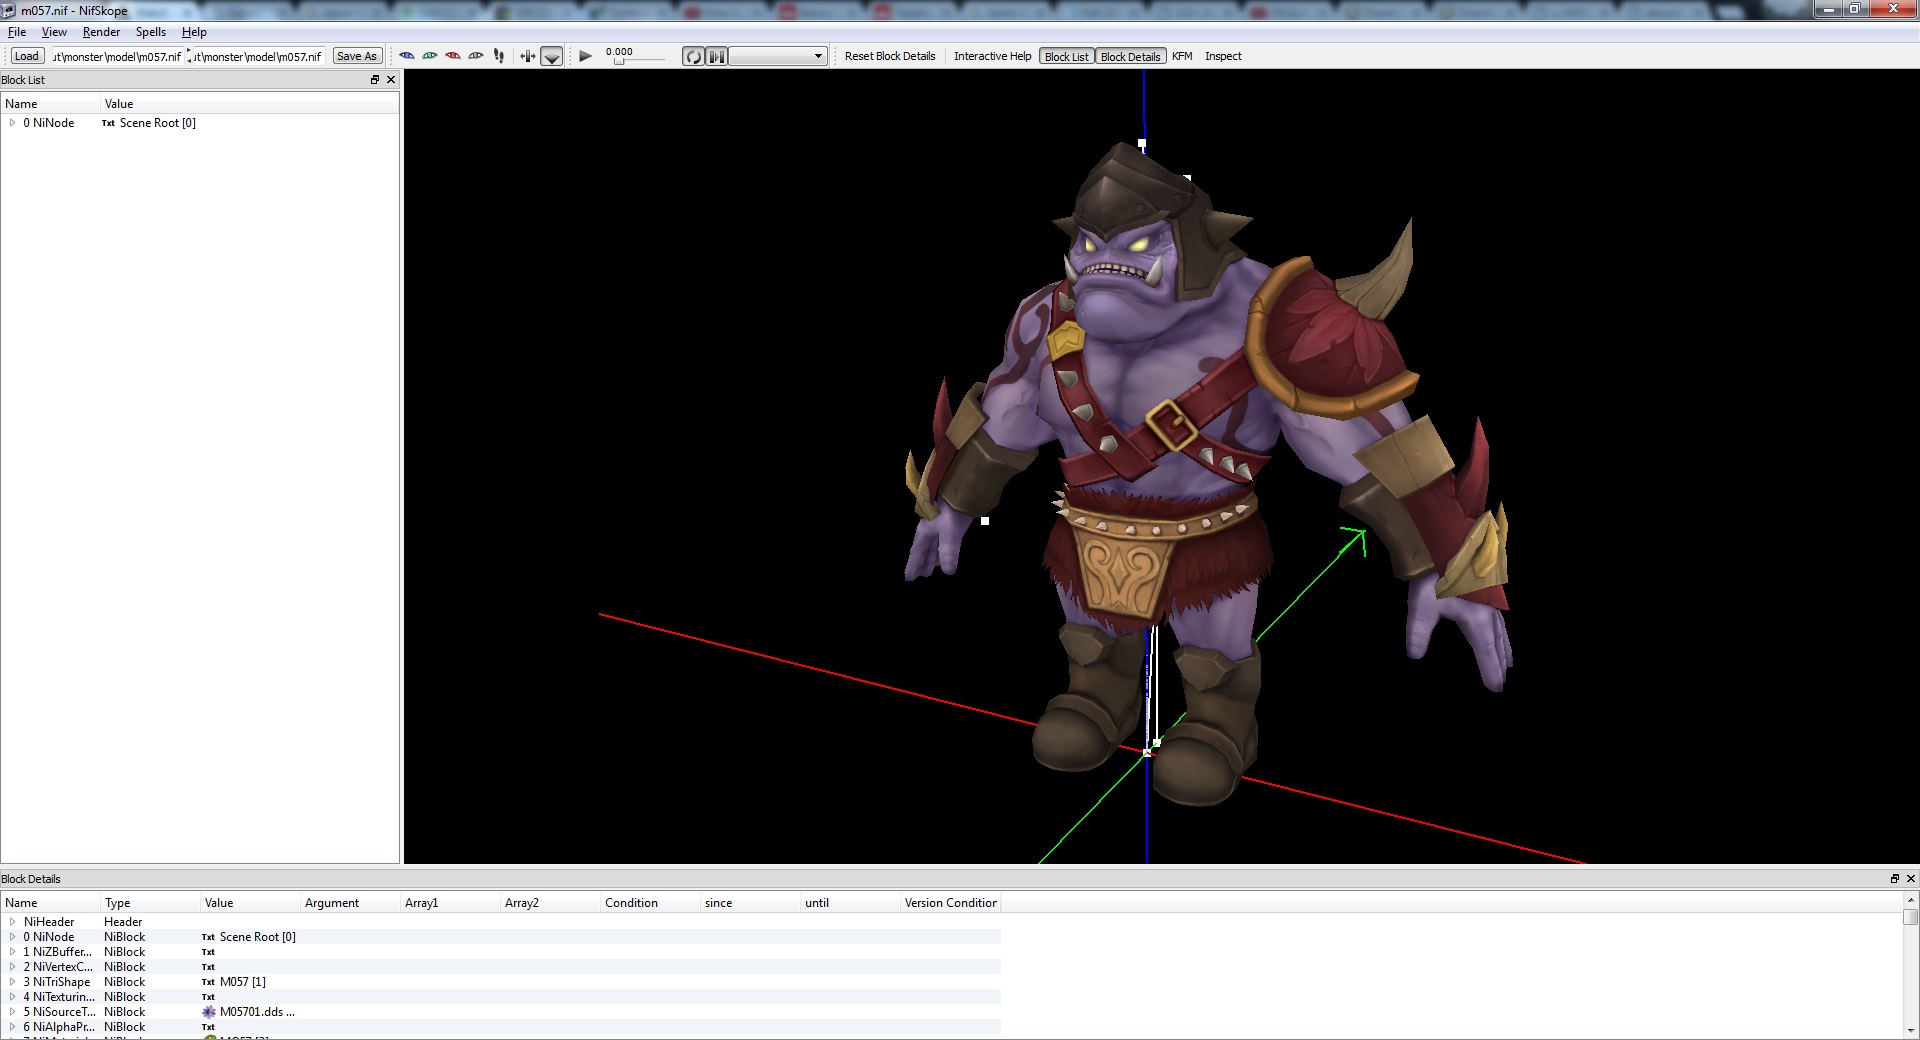 m057.nif - NifSkope
File View Render Spells Help
Load ut\monster\model\m057.nif ut\monster\model\m057.nif Save As 0.000 Reset Block Details Interactive Help Block List Block Details KFM Inspect
Block List
Name Value
0 NiNode Txt Scene Root [0]
Block Details
Name Type Value Argument Array1 Array2 Condition since until Version Condition
NiHeader Header
0 NiNode NiBlock Txt Scene Root [0]
1 NiZBuffer... NiBlock Txt
2 NiVertexC... NiBlock Txt
3 NiTriShape NiBlock Txt M057 [1]
4 NiTexturin... NiBlock Txt
5 NiSourceT... NiBlock M05701.dds ...
6 NiAlphaPr... NiBlock Txt